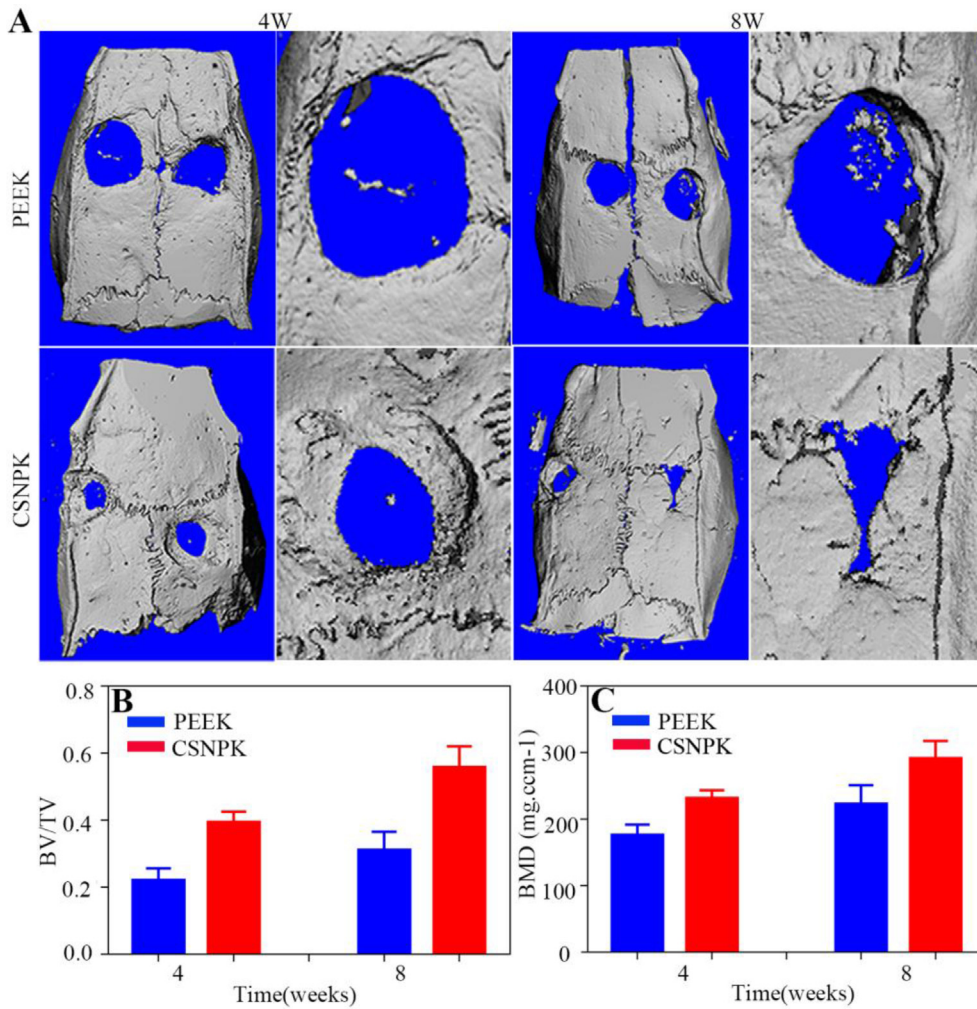 A
4W
8W
PEEK
CSNPK
B
PEEK
CSNPK
0.8
0.6
0.4
0.2
0.0
BV/TV
4
8
Time(weeks)
C
PEEK
CSNPK
400
300
200
100
0
BMD (mg.ccm-1)
4
8
Time(weeks)